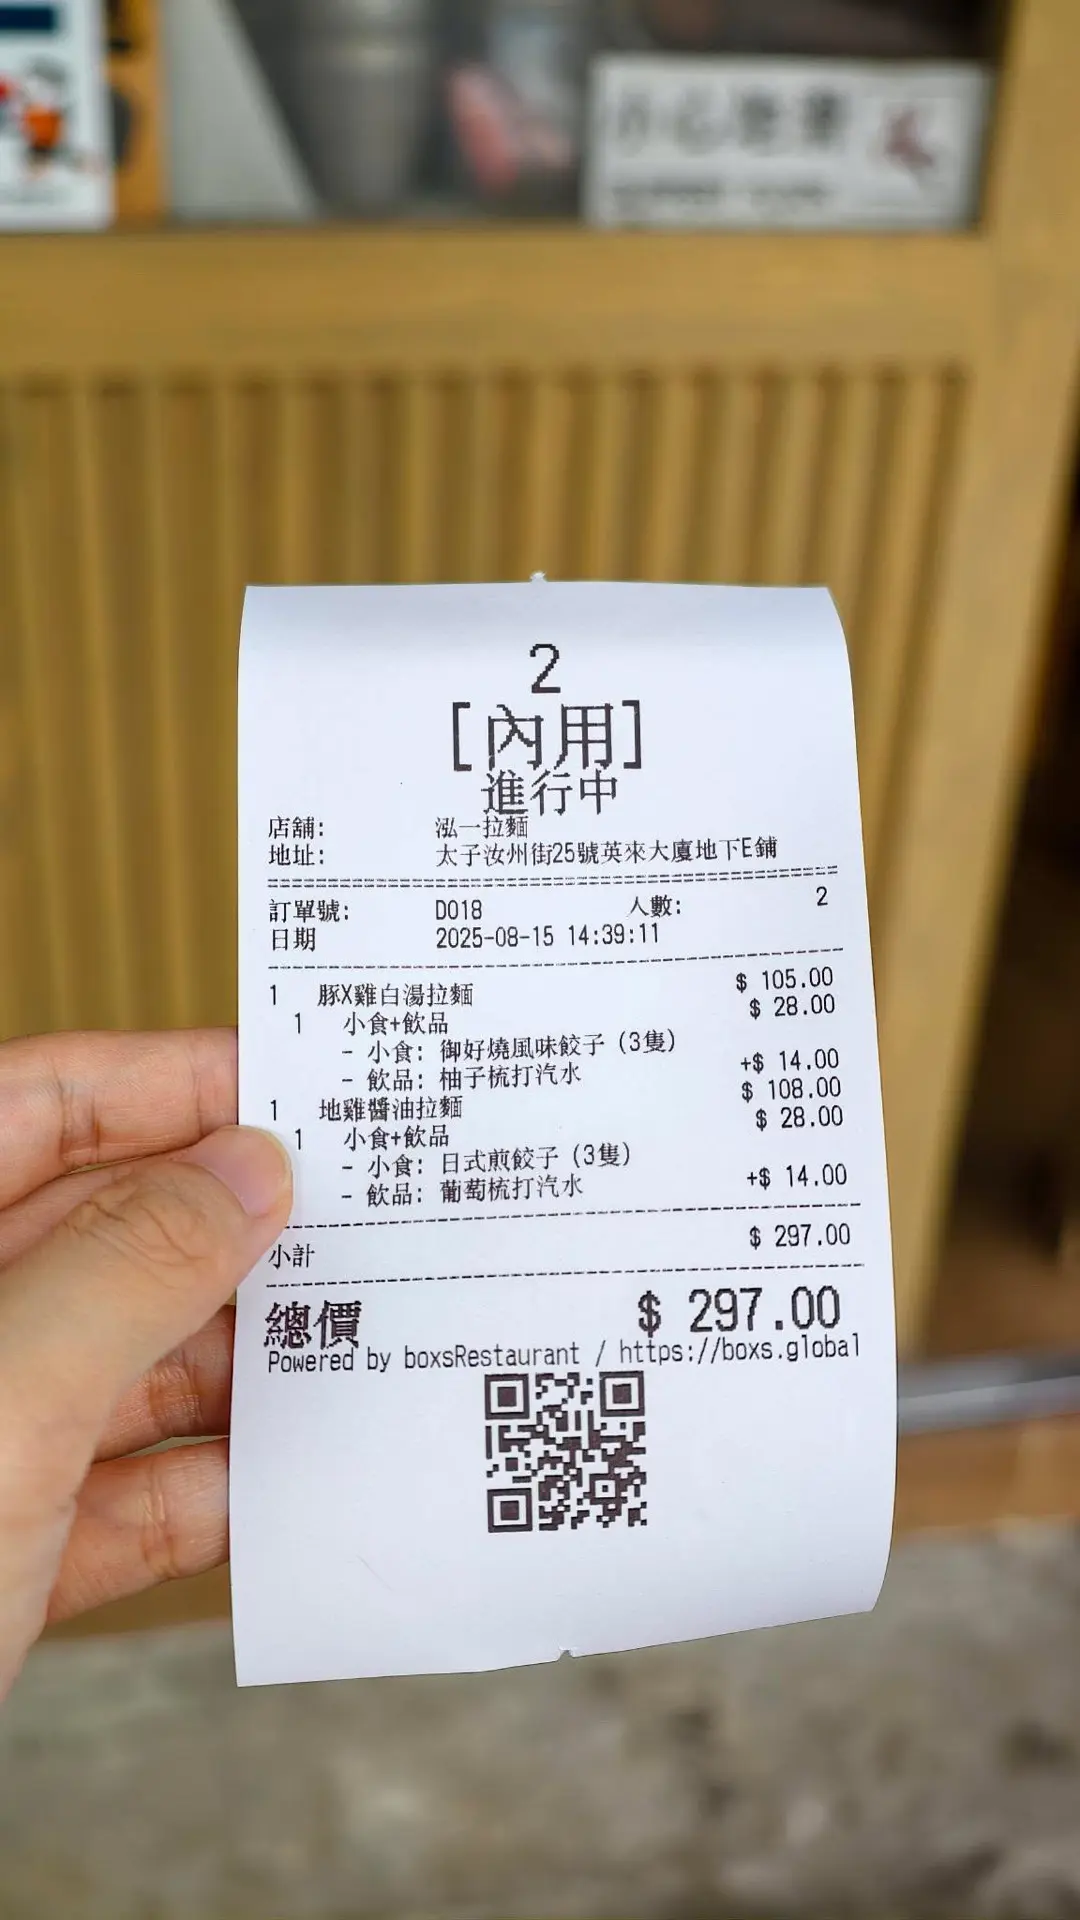 2
[內用]
進行中
店舖: 泓一拉麵
地址: 太子汝州街25號英來大廈地下E鋪
訂單號: D018 人數: 2
日期 2025-08-15 14:39:11
1 豚X雞白湯拉麵 $ 105.00
1 小食+飲品 $ 28.00
- 小食: 御好燒風味餃子 (3隻)
- 飲品: 柚子梳打汽水 +$ 14.00
1 地雞醬油拉麵 $ 108.00
1 小食+飲品 $ 28.00
- 小食: 日式煎餃子 (3隻)
- 飲品: 葡萄梳打汽水 +$ 14.00
小計 $ 297.00
總價 $ 297.00
Powered by boxsRestaurant / https://boxs.global